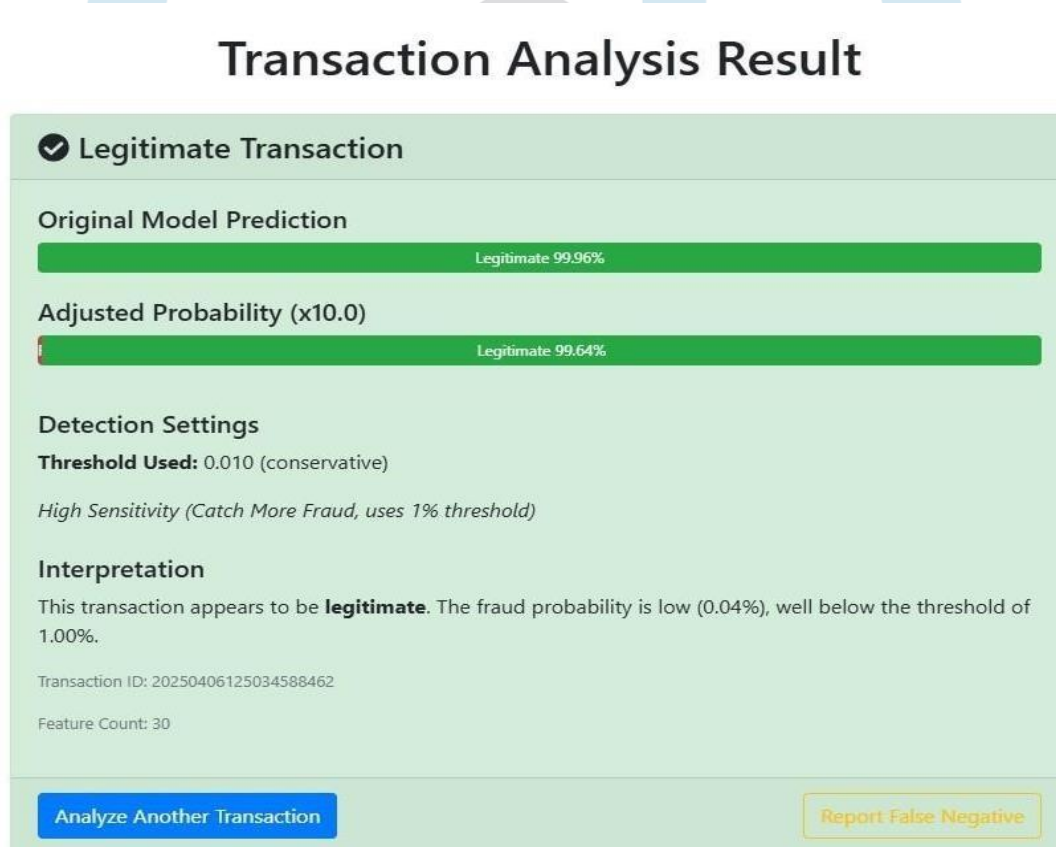 Transaction Analysis Result
Legitimate Transaction
Original Model Prediction
Legitimate 99.96%
Adjusted Probability (x10.0)
Legitimate 99.64%
Detection Settings
Threshold Used: 0.010 (conservative)
High Sensitivity (Catch More Fraud, uses 1% threshold)
Interpretation
This transaction appears to be legitimate. The fraud probability is low (0.04%), well below the threshold of
1.00%.
Transaction ID: 20250406125034588462
Feature Count: 30
Analyze Another Transaction
Report False Negative